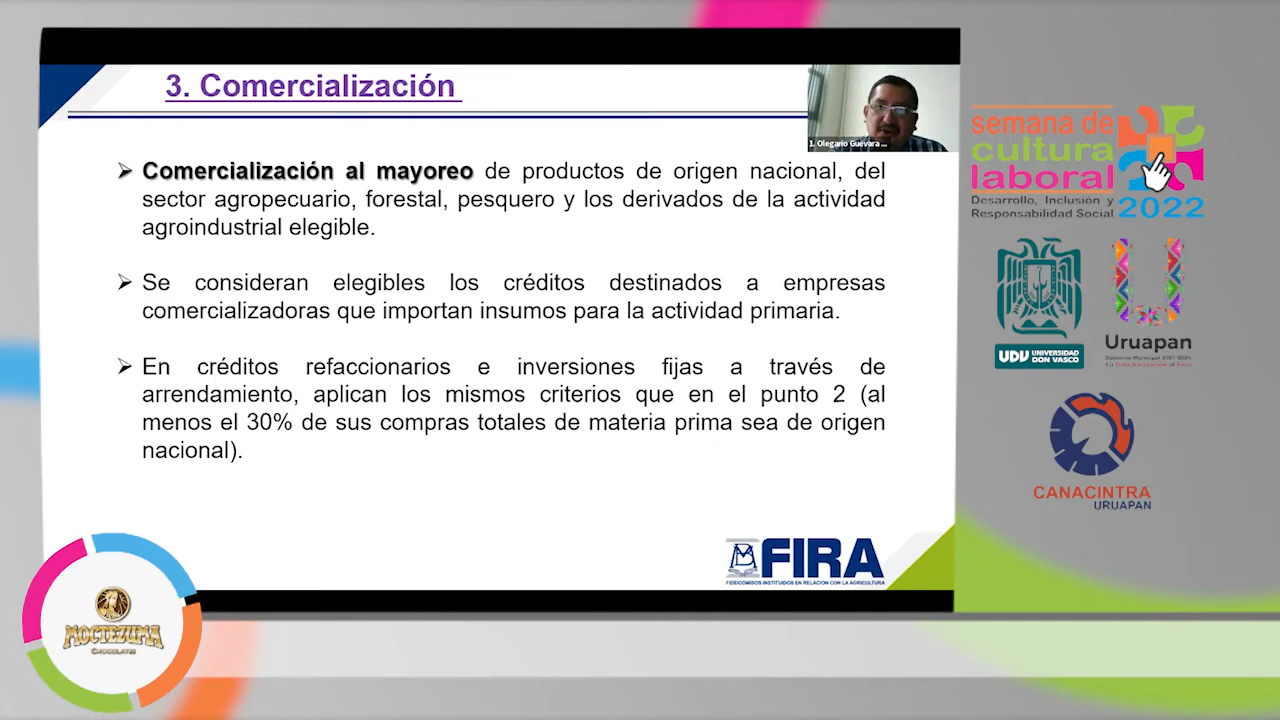 3. Comercialización
Comercialización al mayoreo de productos de origen nacional, del
sector agropecuario, forestal, pesquero y los derivados de la actividad
agroindustrial elegible.
Se consideran elegibles los créditos destinados a empresas
comercializadoras que importan insumos para la actividad primaria.
En créditos refaccionarios e inversiones fijas a través de
arrendamiento, aplican los mismos criterios que en el punto 2 (al
menos el 30% de sus compras totales de materia prima sea de origen
nacional).
FIRA
FIDEICOMISOS INSTITUIDOS EN RELACIÓN CON LA AGRICULTURA
1. Olegario Guevara ...
semana de
cultura
laboral
Desarrollo, Inclusión y
Responsabilidad Social
2022
UDV UNIVERSIDAD
DON VASCO
Uruapan
Gobierno Municipal 2021-2024
CANACINTRA
URUAPAN
MOCTEZUMA
CHOCOLATES